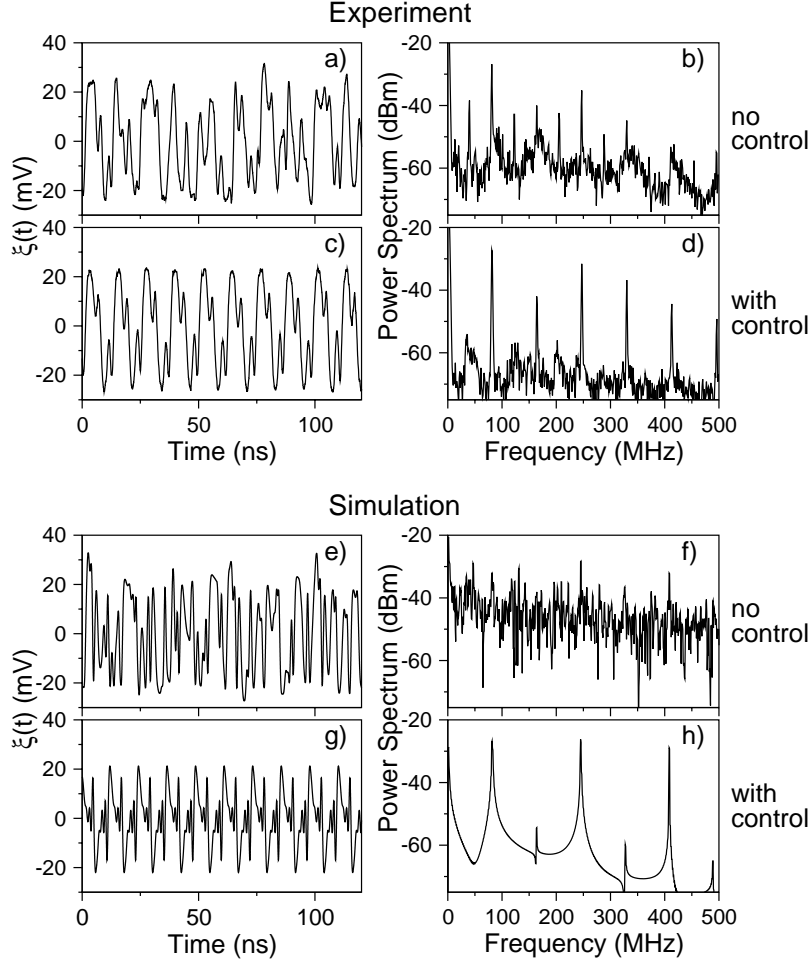 Experiment
a)
b)
c)
d)
40
20
0
-20
40
20
0
-20
ξ(t) (mV)
0
50
100
Time (ns)
-20
-40
-60
-20
-40
-60
Power Spectrum (dBm)
0
100
200
300
400
500
Frequency (MHz)
no
control
with
control
Simulation
e)
f)
g)
h)
40
20
0
-20
40
20
0
-20
ξ(t) (mV)
0
50
100
Time (ns)
-20
-40
-60
-20
-40
-60
Power Spectrum (dBm)
0
100
200
300
400
500
Frequency (MHz)
no
control
with
control